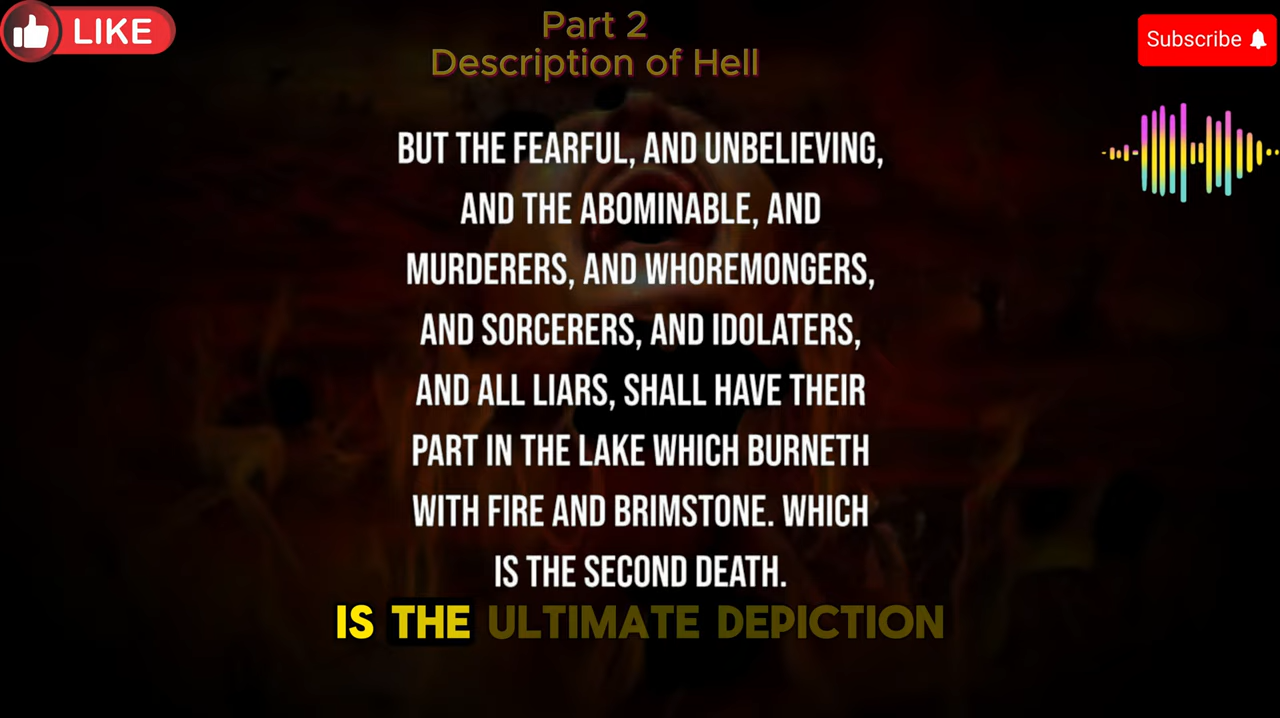 LIKE
Part 2
Description of Hell
Subscribe
BUT THE FEARFUL, AND UNBELIEVING,
AND THE ABOMINABLE, AND
MURDERERS, AND WHOREMONGERS,
AND SORCERERS, AND IDOLATERS,
AND ALL LIARS, SHALL HAVE THEIR
PART IN THE LAKE WHICH BURNETH
WITH FIRE AND BRIMSTONE. WHICH
IS THE SECOND DEATH.
IS THE ULTIMATE DEPICTION